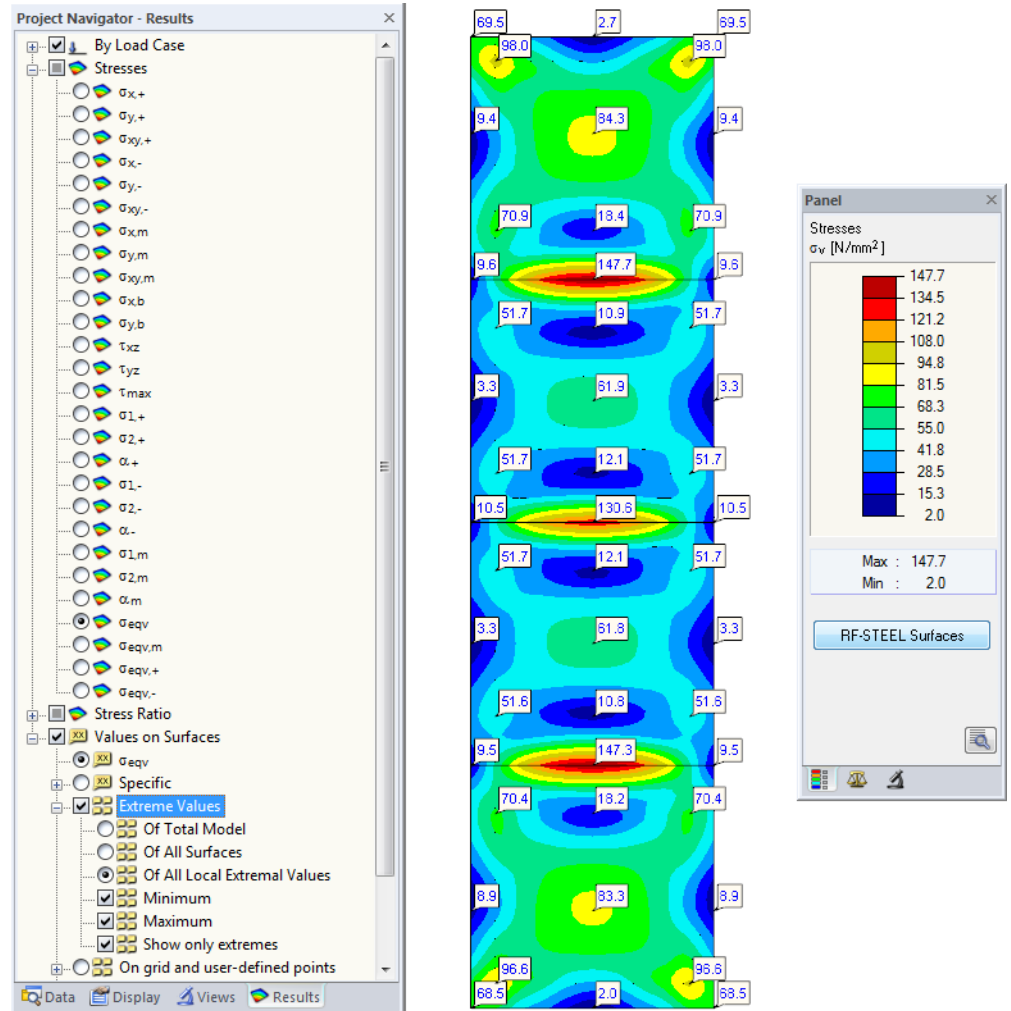 Project Navigator - Results
By Load Case
Stresses
σx,+
σy,+
σxy,+
σx,-
σy,-
σxy,-
σx,m
σy,m
σxy,m
σx,b
σy,b
τxz
τyz
τmax
σ1,+
σ2,+
α+
σ1,-
σ2,-
α-
σ1,m
σ2,m
αm
σeqv
σeqv,m
σeqv,+
σeqv,-
Stress Ratio
Values on Surfaces
σeqv
Specific
Extreme Values
Of Total Model
Of All Surfaces
Of All Local Extremal Values
Minimum
Maximum
Show only extremes
On grid and user-defined points
Data Display Views Results
69.5 2.7 69.5
98.0 98.0
9.4 84.3 9.4
70.9 18.4 70.9
9.6 147.7 9.6
51.7 10.9 51.7
3.3 61.9 3.3
51.7 12.1 51.7
10.5 130.6 10.5
51.7 12.1 51.7
3.3 61.8 3.3
51.6 10.8 51.6
9.5 147.3 9.5
70.4 18.2 70.4
8.9 83.3 8.9
96.6 96.6
68.5 2.0 68.5
Panel
Stresses
σv [N/mm²]
147.7
134.5
121.2
108.0
94.8
81.5
68.3
55.0
41.8
28.5
15.3
2.0
Max : 147.7
Min : 2.0
RF-STEEL Surfaces